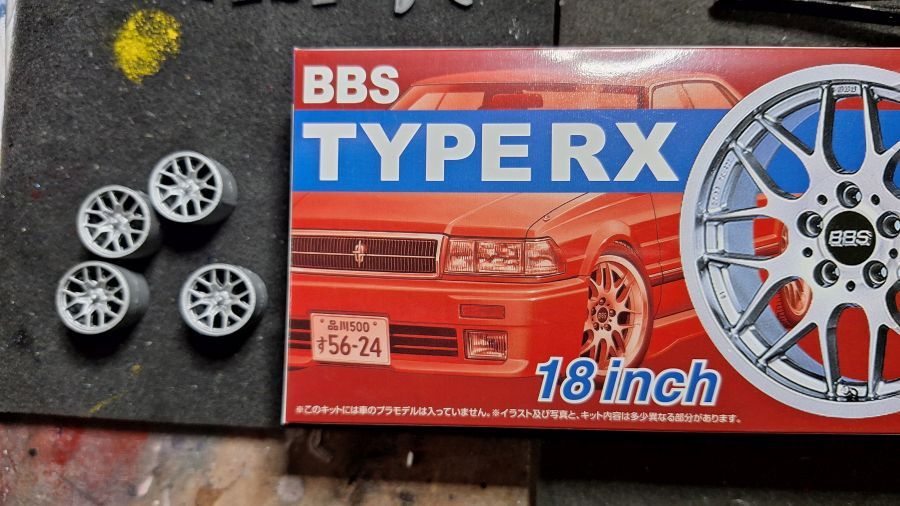 BBS
TYPE RX
BBS
品川500
す 56-24
BBS
18 inch
※このキットには車のプラモデルは入っていません。※イラスト及び写真と、キット内容は多少異なる部分があります。